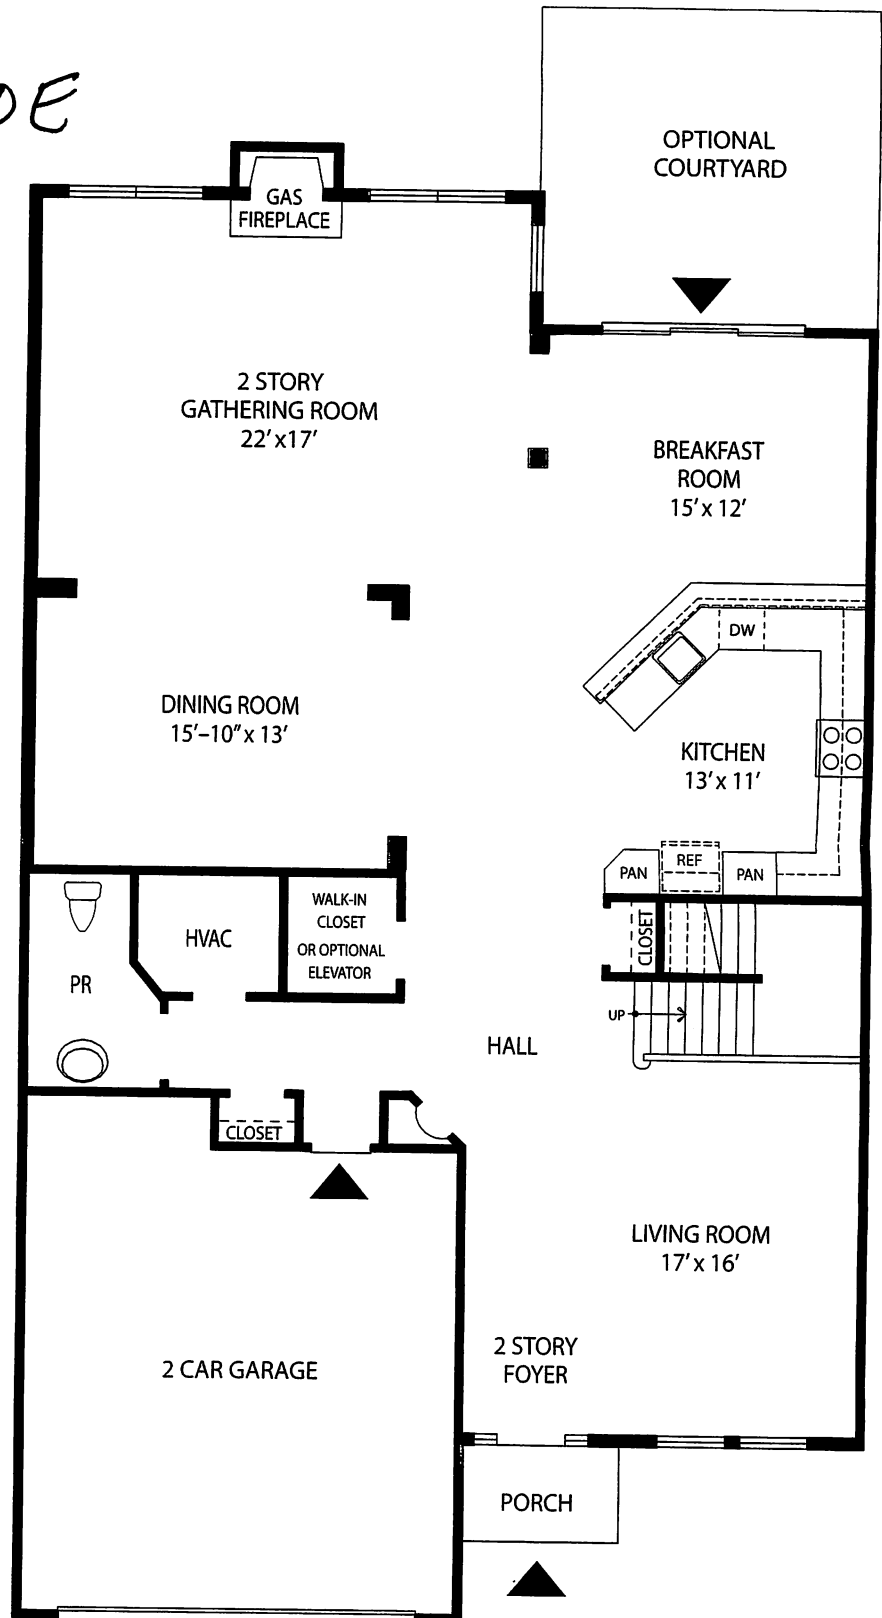 OPTIONAL
COURTYARD
GAS
FIREPLACE
2 STORY
GATHERING ROOM
22' x17'
BREAKFAST
ROOM
15' x 12'
DW
DINING ROOM
15'–10" x 13'
KITCHEN
13' x 11'
PAN
REF
PAN
WALK-IN
CLOSET
OR OPTIONAL
ELEVATOR
HVAC
CLOSET
PR
UP
HALL
CLOSET
LIVING ROOM
17' x 16'
2 STORY
FOYER
2 CAR GARAGE
PORCH